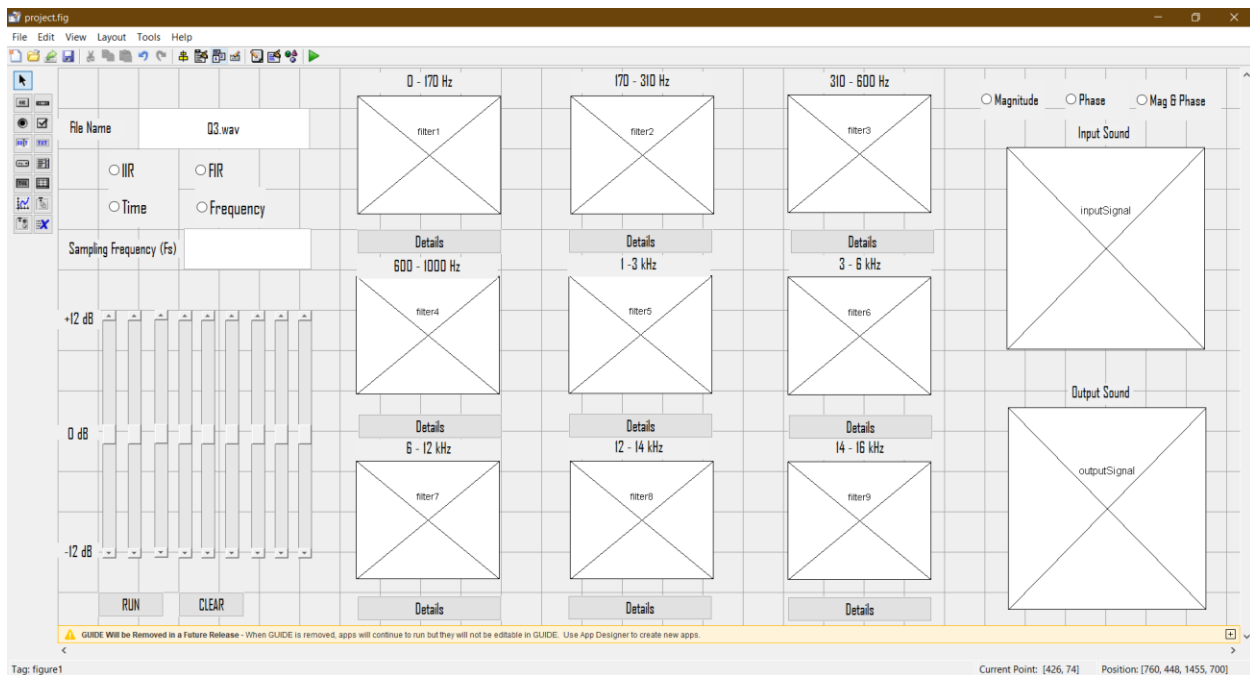 project.fig
File Edit View Layout Tools Help
0 - 170 Hz
170 - 310 Hz
310 - 600 Hz
Magnitude
Phase
Mag & Phase
File Name
Q3.wav
filter1
filter2
filter3
Input Sound
IIR
FIR
Time
Frequency
inputSignal
Sampling Frequency (Fs)
Details
Details
Details
600 - 1000 Hz
1 -3 kHz
3 - 6 kHz
+12 dB
filter4
filter5
filter6
Output Sound
0 dB
Details
Details
Details
6 - 12 kHz
12 - 14 kHz
14 - 16 kHz
outputSignal
filter7
filter8
filter9
-12 dB
RUN
CLEAR
Details
Details
Details
GUIDE Will be Removed in a Future Release - When GUIDE is removed, apps will continue to run but they will not be editable in GUIDE. Use App Designer to create new apps.
Tag: figure1
Current Point: [426, 74]
Position: [760, 448, 1455, 700]